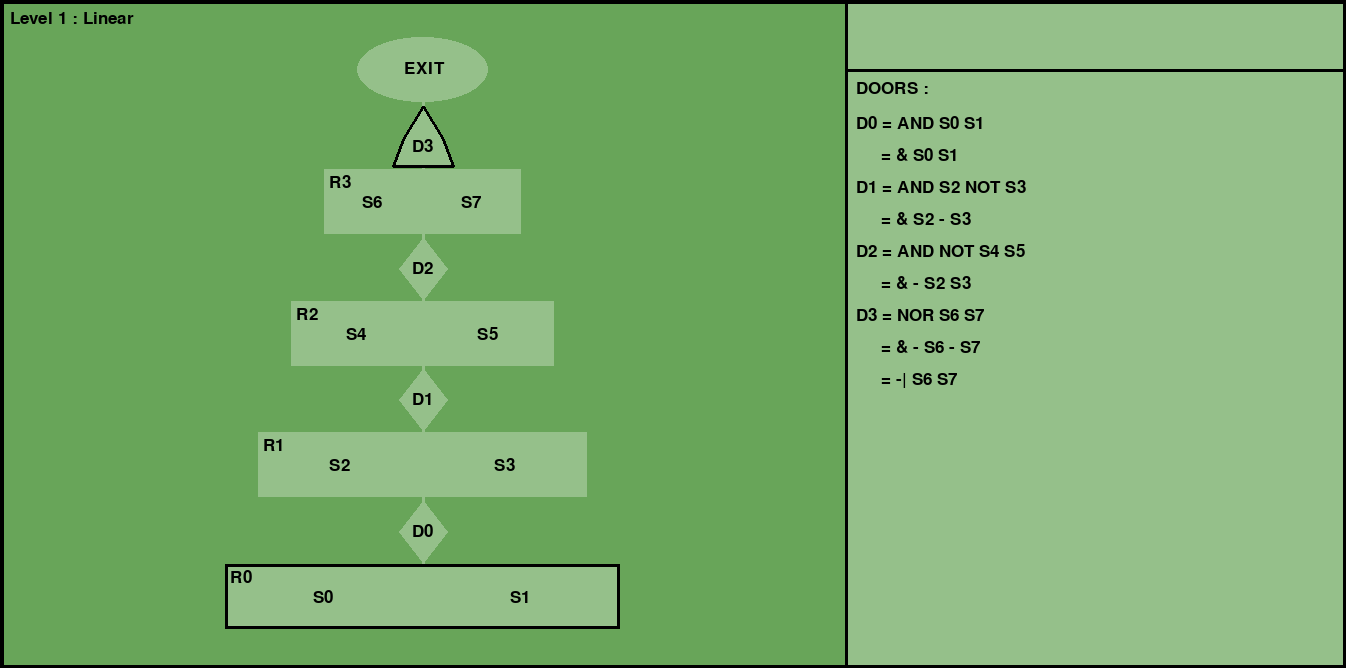 Level 1 : Linear
EXIT
D3
R3
S6 S7
D2
R2
S4 S5
D1
R1
S2 S3
D0
R0
S0 S1
DOORS :
D0 = AND S0 S1
= & S0 S1
D1 = AND S2 NOT S3
= & S2 - S3
D2 = AND NOT S4 S5
= & - S2 S3
D3 = NOR S6 S7
= & - S6 - S7
= -| S6 S7